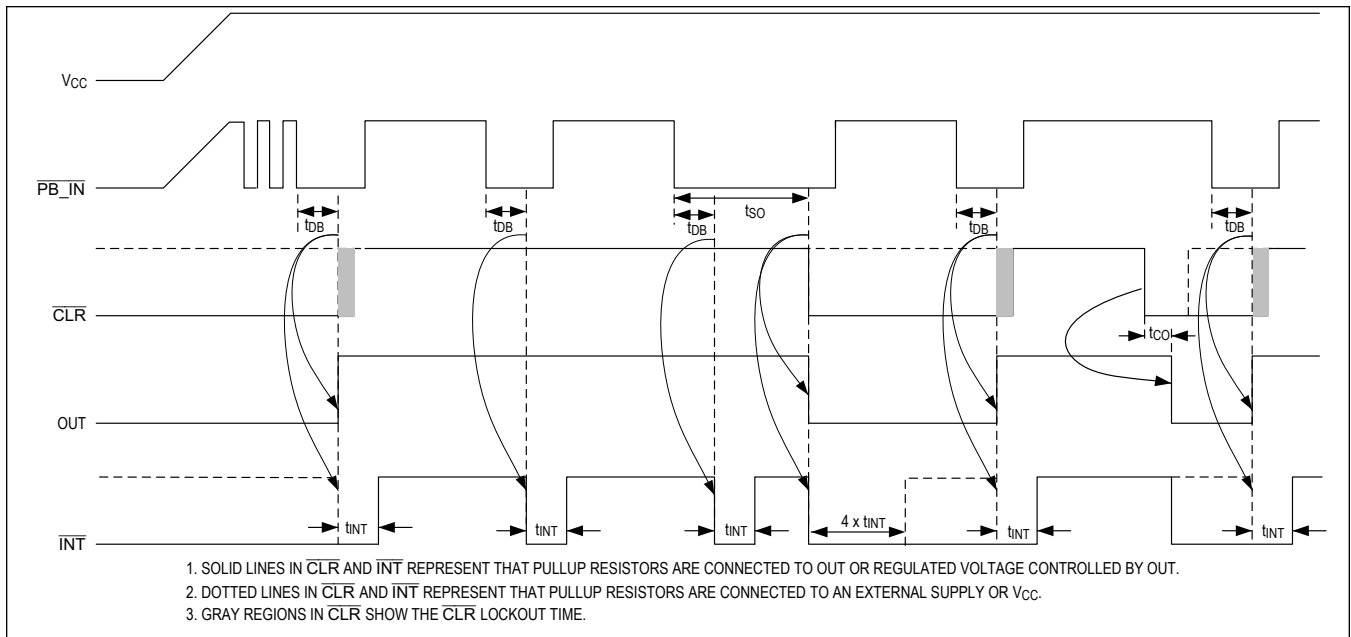 VCC
PB_IN
tDB
tDB
tSO
tDB
tDB
tDB
CLR
tCO
OUT
tINT
tINT
tINT
4 x tINT
tINT
tINT
INT
1. SOLID LINES IN CLR AND INT REPRESENT THAT PULLUP RESISTORS ARE CONNECTED TO OUT OR REGULATED VOLTAGE CONTROLLED BY OUT.
2. DOTTED LINES IN CLR AND INT REPRESENT THAT PULLUP RESISTORS ARE CONNECTED TO AN EXTERNAL SUPPLY OR VCC.
3. GRAY REGIONS IN CLR SHOW THE CLR LOCKOUT TIME.